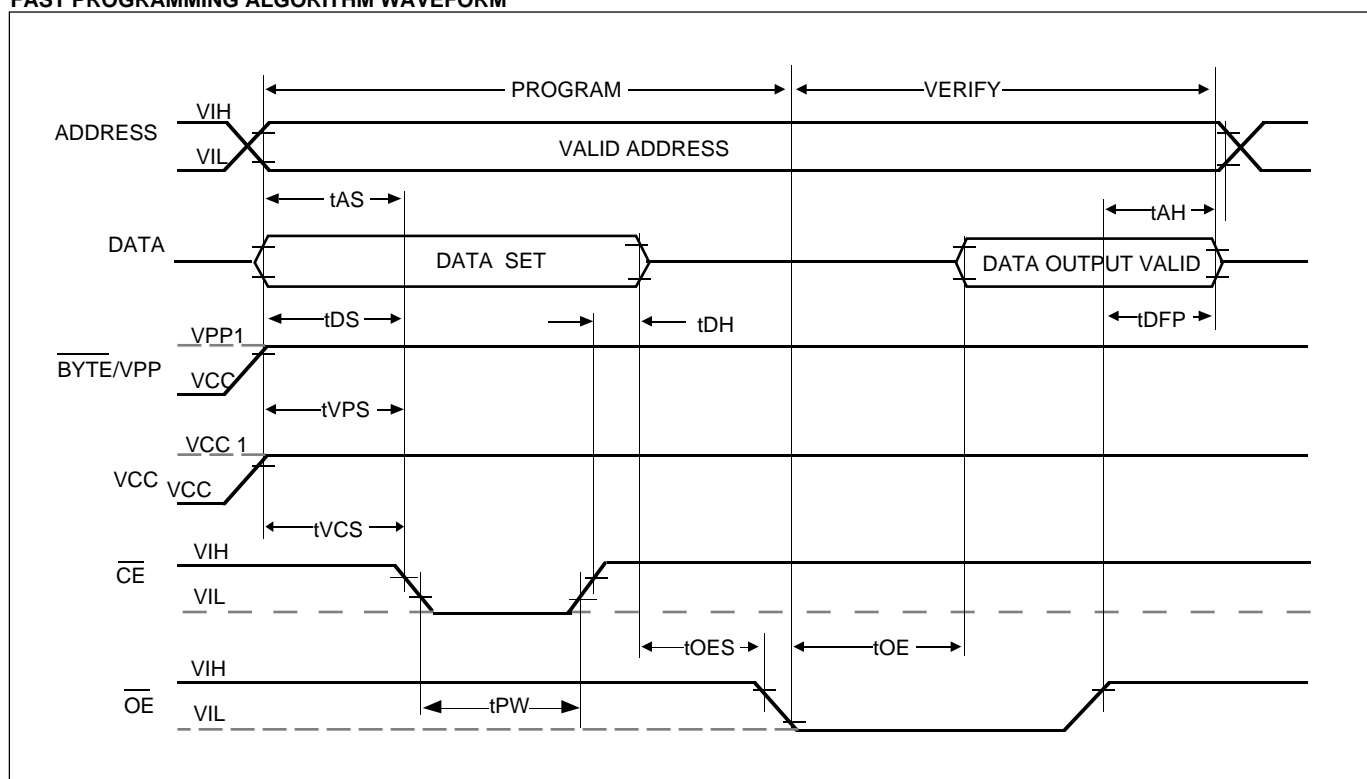 FAST PROGRAMMING ALGORITHM WAVEFORM
PROGRAM
VERIFY
ADDRESS
VIH
VIL
VALID ADDRESS
tAS
tAH
DATA
DATA SET
DATA OUTPUT VALID
tDS
tDH
tDFP
BYTE/VPP
VPP1
VCC
tVPS
VCC 1
VCC
VCC
tVCS
CE
VIH
VIL
tOES
tOE
OE
VIH
VIL
tPW